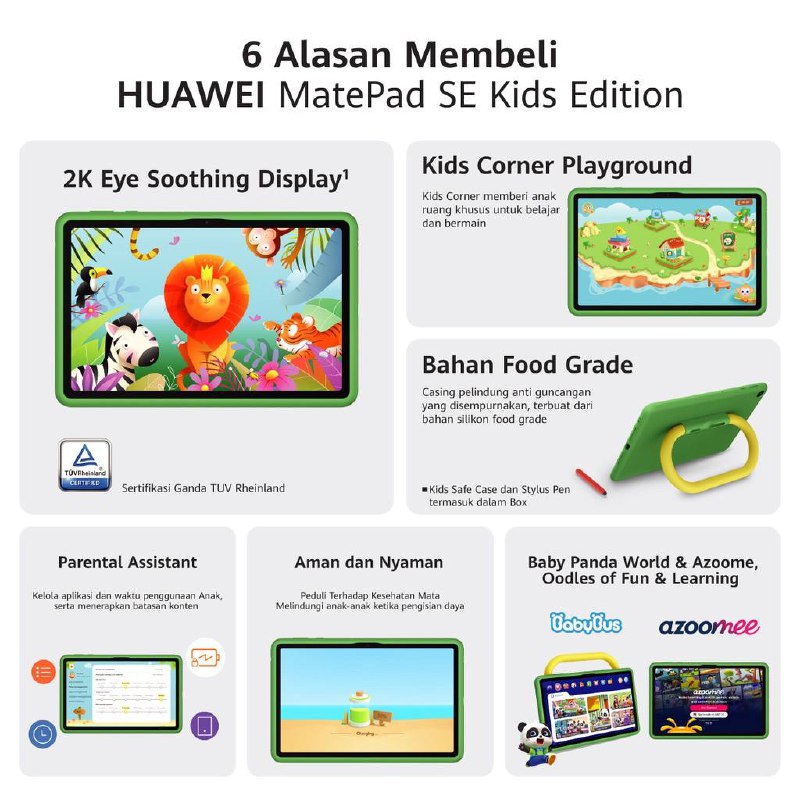 6 Alasan Membeli
HUAWEI MatePad SE Kids Edition
2K Eye Soothing Display¹
TÜVRheinland
CERTIFIED
Sertifikasi Ganda TUV Rheinland
Kids Corner Playground
Kids Corner memberi anak
ruang khusus untuk belajar
dan bermain
Bahan Food Grade
Casing pelindung anti guncangan
yang disempurnakan, terbuat dari
bahan silikon food grade
▪Kids Safe Case dan Stylus Pen
termasuk dalam Box
Parental Assistant
Kelola aplikasi dan waktu penggunaan Anak,
serta menerapkan batasan konten
Aman dan Nyaman
Peduli Terhadap Kesehatan Mata
Melindungi anak-anak ketika pengisian daya
Charging...
Baby Panda World & Azoome,
Oodles of Fun & Learning
BabyBus
azoomee
azoomee